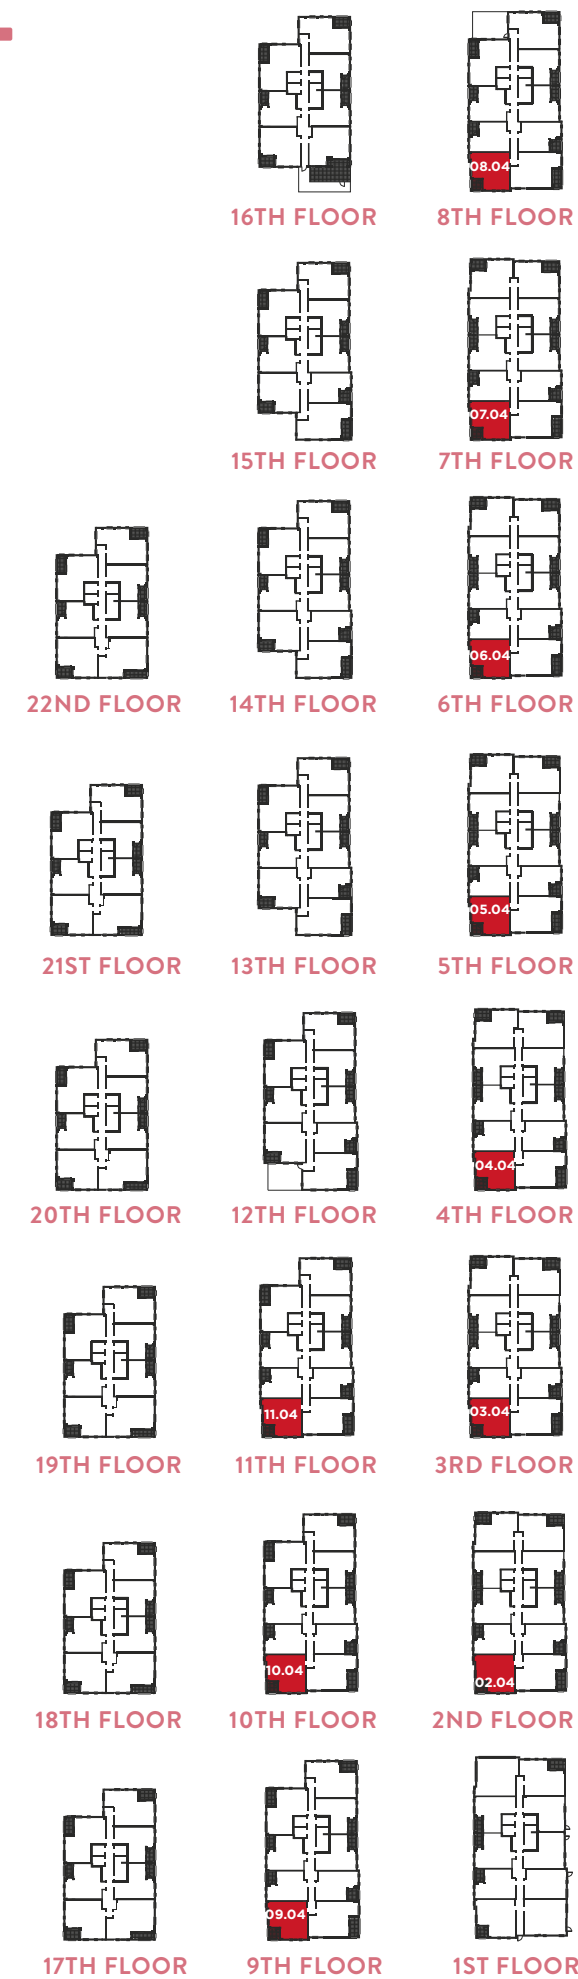 08.04
16TH FLOOR
8TH FLOOR
07.04
15TH FLOOR
7TH FLOOR
06.04
22ND FLOOR
14TH FLOOR
6TH FLOOR
05.04
21ST FLOOR
13TH FLOOR
5TH FLOOR
04.04
20TH FLOOR
12TH FLOOR
4TH FLOOR
11.04
03.04
19TH FLOOR
11TH FLOOR
3RD FLOOR
10.04
02.04
18TH FLOOR
10TH FLOOR
2ND FLOOR
09.04
17TH FLOOR
9TH FLOOR
1ST FLOOR